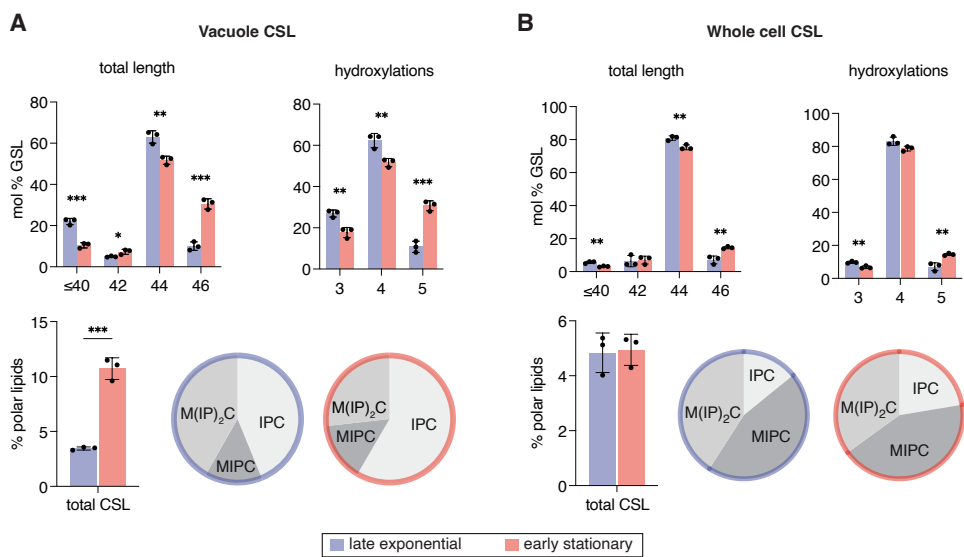 A
Vacuole CSL
total length
hydroxylations
mol % GSL
80
60
40
20
0
***
*
**
***
≤40 42 44 46
80
60
40
20
0
**
**
***
3 4 5
% polar lipids
15
10
5
0
***
total CSL
M(IP)₂C
IPC
MIPC
M(IP)₂C
IPC
MIPC
B
Whole cell CSL
total length
hydroxylations
mol % GSL
100
80
60
40
20
0
**
**
**
≤40 42 44 46
100
80
60
40
20
0
**
**
3 4 5
% polar lipids
6
4
2
0
total CSL
IPC
M(IP)₂C
MIPC
IPC
M(IP)₂C
MIPC
late exponential early stationary